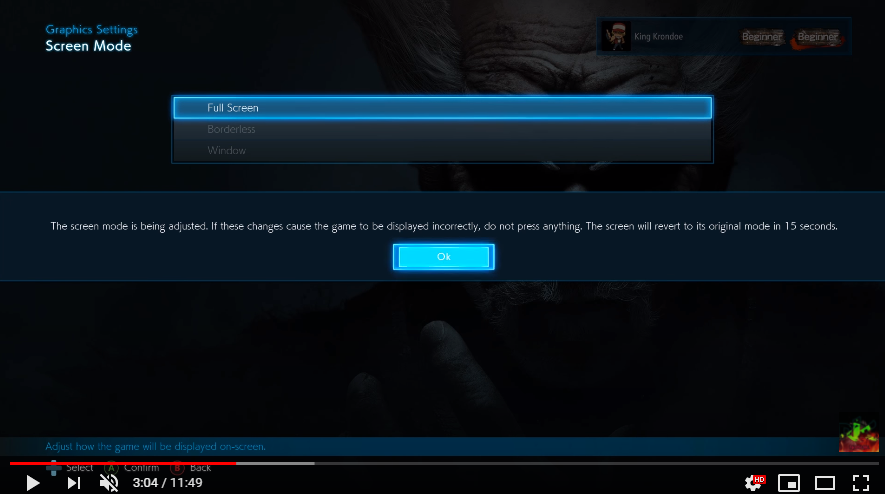 Graphics Settings
Screen Mode
King Krondoe
Beginner
Beginner
Full Screen
Borderless
Window
The screen mode is being adjusted. If these changes cause the game to be displayed incorrectly, do not press anything. The screen will revert to its original mode in 15 seconds.
Ok
Adjust how the game will be displayed on-screen.
Select A Confirm B Back
3:04 / 11:49
HD